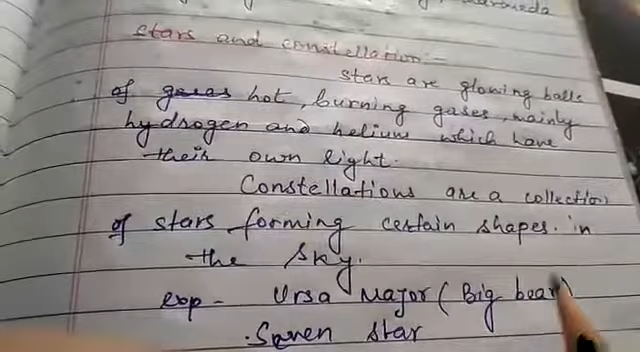 andromeda
stars and constellation:-
stars are glowing balls
of gases hot, burning gases, mainly
hydrogen and helium which have
their own light.
Constellations are a collection
of stars forming certain shapes. in
the sky.
exp - Ursa Major (Big bear)
Seven star